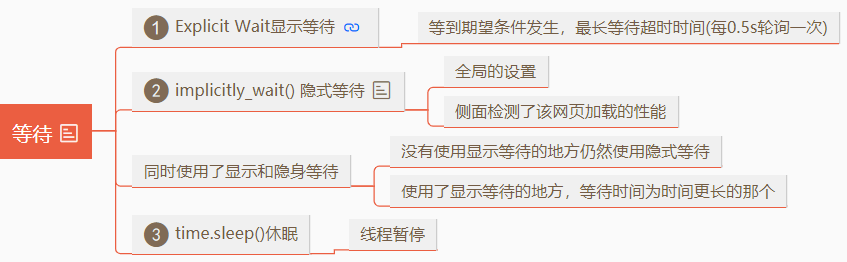 等待
1 Explicit Wait显示等待
等到期望条件发生，最长等待超时时间(每0.5s轮询一次)
2 implicitly_wait() 隐式等待
全局的设置
侧面检测了该网页加载的性能
同时使用了显示和隐身等待
没有使用显示等待的地方仍然使用隐式等待
使用了显示等待的地方，等待时间为时间更长的那个
3 time.sleep()休眠
线程暂停